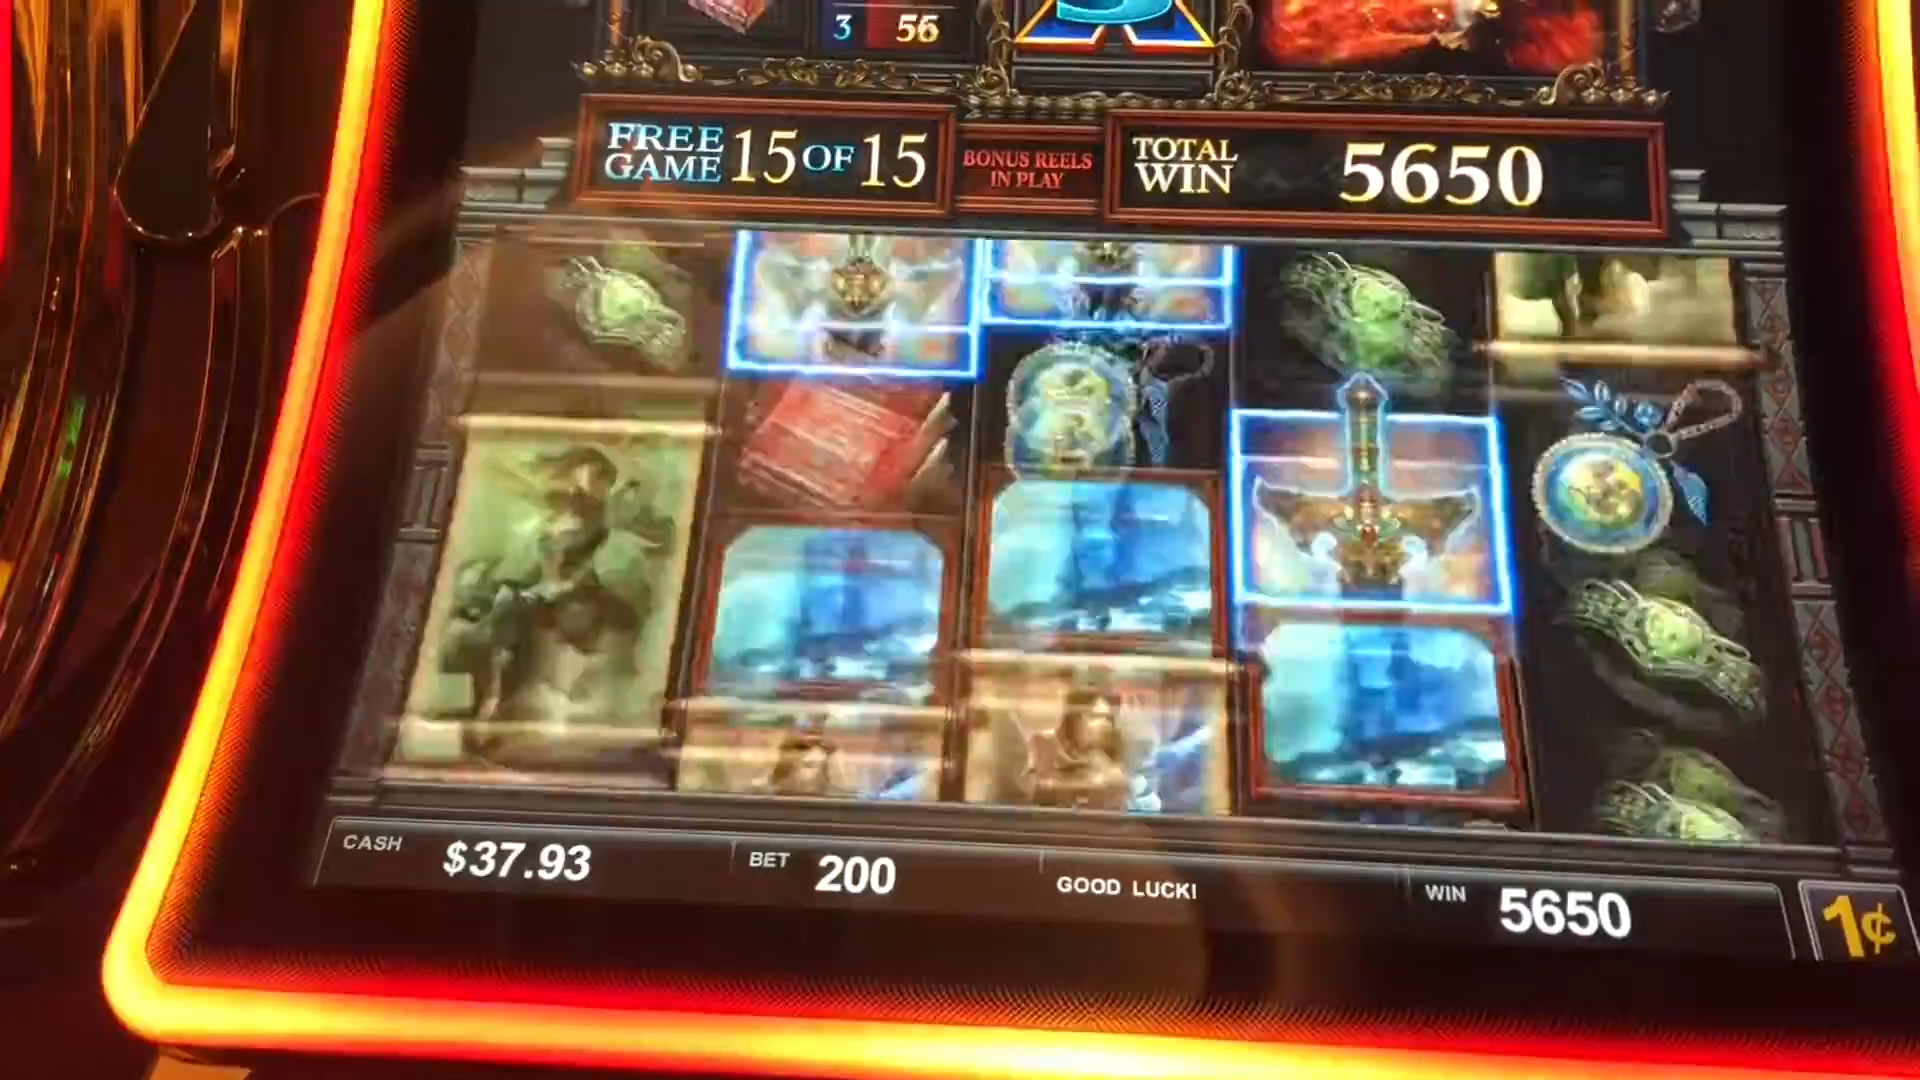 3 56
FREE GAME 15 OF 15
BONUS REELS
IN PLAY
TOTAL WIN 5650
CASH $37.93
BET 200
GOOD LUCK!
WIN 5650
1¢